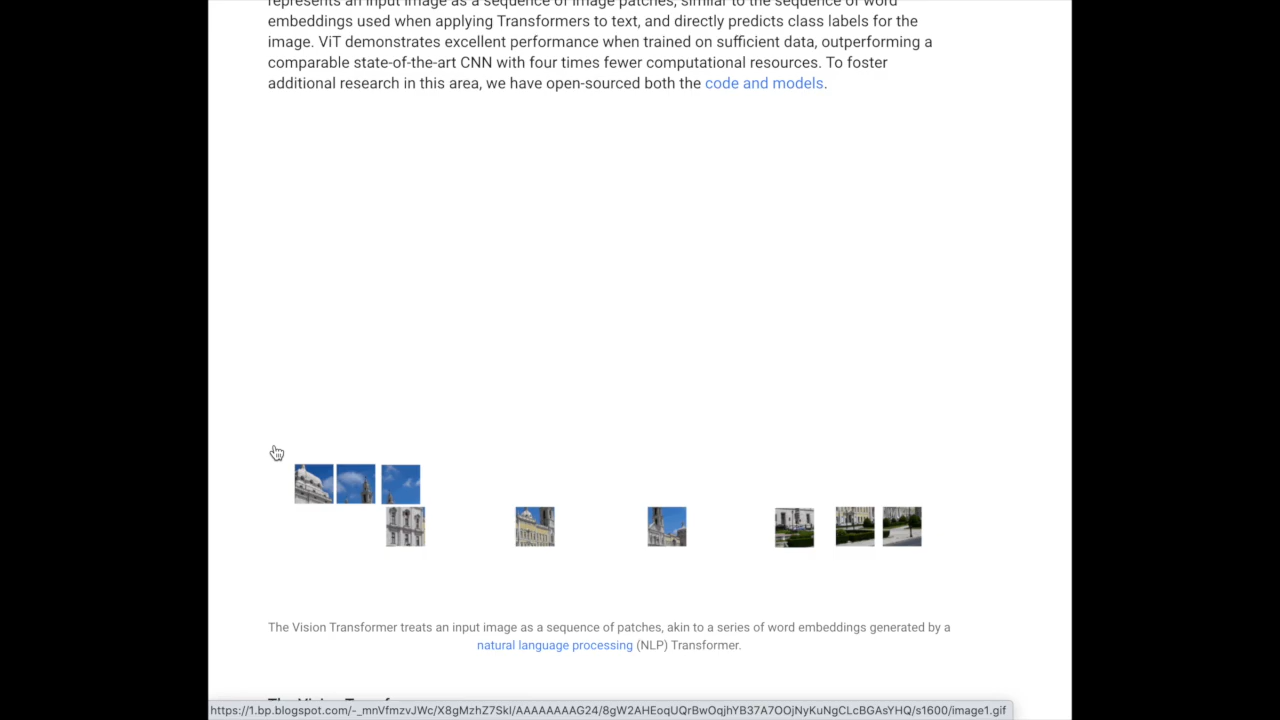 represents an input image as a sequence of image patches, similar to the sequence of word
embeddings used when applying Transformers to text, and directly predicts class labels for the
image. ViT demonstrates excellent performance when trained on sufficient data, outperforming a
comparable state-of-the-art CNN with four times fewer computational resources. To foster
additional research in this area, we have open-sourced both the code and models.
The Vision Transformer treats an input image as a sequence of patches, akin to a series of word embeddings generated by a
natural language processing (NLP) Transformer.
The Vision Transformer
https://1.bp.blogspot.com/-_mnVfmzvJWc/X8gMzhZ7SkI/AAAAAAAAG24/8gW2AHEoqUQrBwOqjhYB37A7OOjNyKuNgCLcBGAsYHQ/s1600/image1.gif